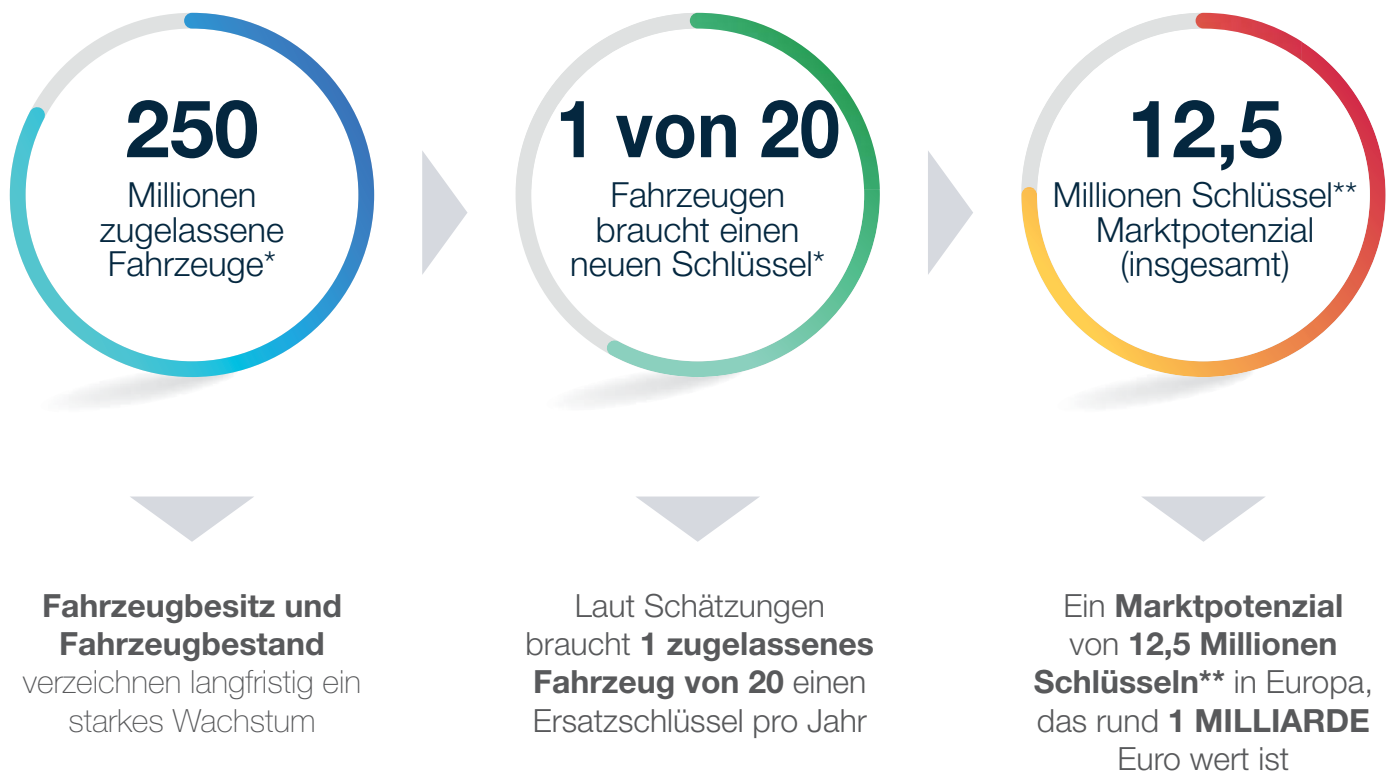 250
Millionen
zugelassene
Fahrzeuge*
1 von 20
Fahrzeugen
braucht einen
neuen Schlüssel*
12,5
Millionen Schlüssel**
Marktpotenzial
(insgesamt)
Fahrzeugbesitz und
Fahrzeugbestand
verzeichnen langfristig ein
starkes Wachstum
Laut Schätzungen
braucht 1 zugelassenes
Fahrzeug von 20 einen
Ersatzschlüssel pro Jahr
Ein Marktpotenzial
von 12,5 Millionen
Schlüsseln** in Europa,
das rund 1 MILLIARDE
Euro wert ist